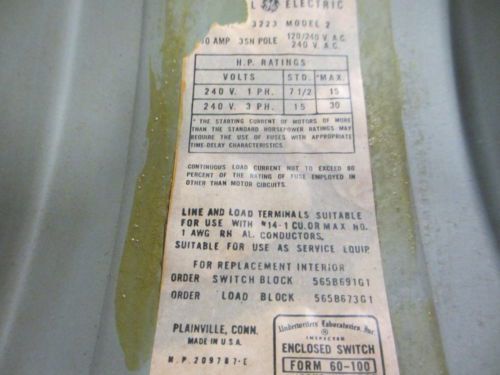 ELECTRIC
3223 MODEL 2
AMP 3SN POLE 120/240 V. A.C.
240 V. A.C.
H.P. RATINGS
VOLTS STD. *MAX
240 V. 1 PH. 7 1/2 15
240 V. 3 PH. 15 30
* THE STARTING CURRENT OF MOTORS OF MORE
THAN THE STANDARD HORSEPOWER RATINGS MAY
REQUIRE THE USE OF FUSES WITH APPROPRIATE
TIME-DELAY CHARACTERISTICS.
CONTINUOUS LOAD CURRENT NOT TO EXCEED 80
PERCENT OF THE RATING OF FUSE EMPLOYED IN
OTHER THAN MOTOR CIRCUITS.
LINE AND LOAD TERMINALS SUITABLE
FOR USE WITH #14-1 CU. OR MAX NO.
1 AWG RH AL. CONDUCTORS.
SUITABLE FOR USE AS SERVICE EQUIP.
FOR REPLACEMENT INTERIOR
ORDER SWITCH BLOCK 565B691G1
ORDER LOAD BLOCK 565B673G1
PLAINVILLE, CONN.
MADE IN U.S.A.
N.P. 209787-E
Underwriters' Laboratories, Inc.
INSPECTED
ENCLOSED SWITCH
FORM 60-100